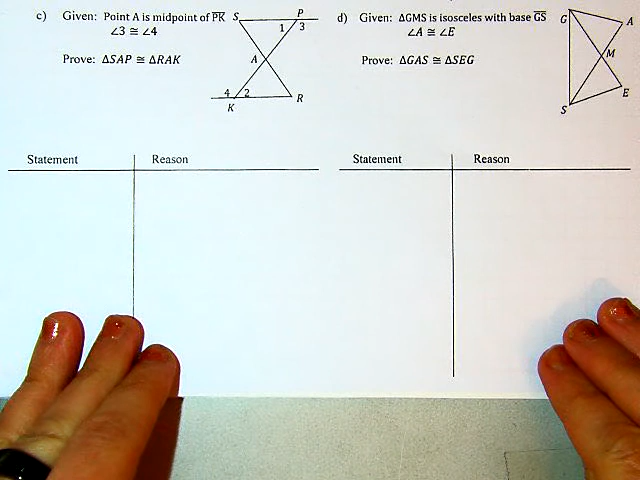 c) Given: Point A is midpoint of PK
∠3 ≅ ∠4
Prove: ΔSAP ≅ ΔRAK
S P
1 3
A
4 2
K R
d) Given: ΔGMS is isosceles with base GS
∠A ≅ ∠E
Prove: ΔGAS ≅ ΔSEG
G A
M
E
S
Statement Reason
Statement Reason